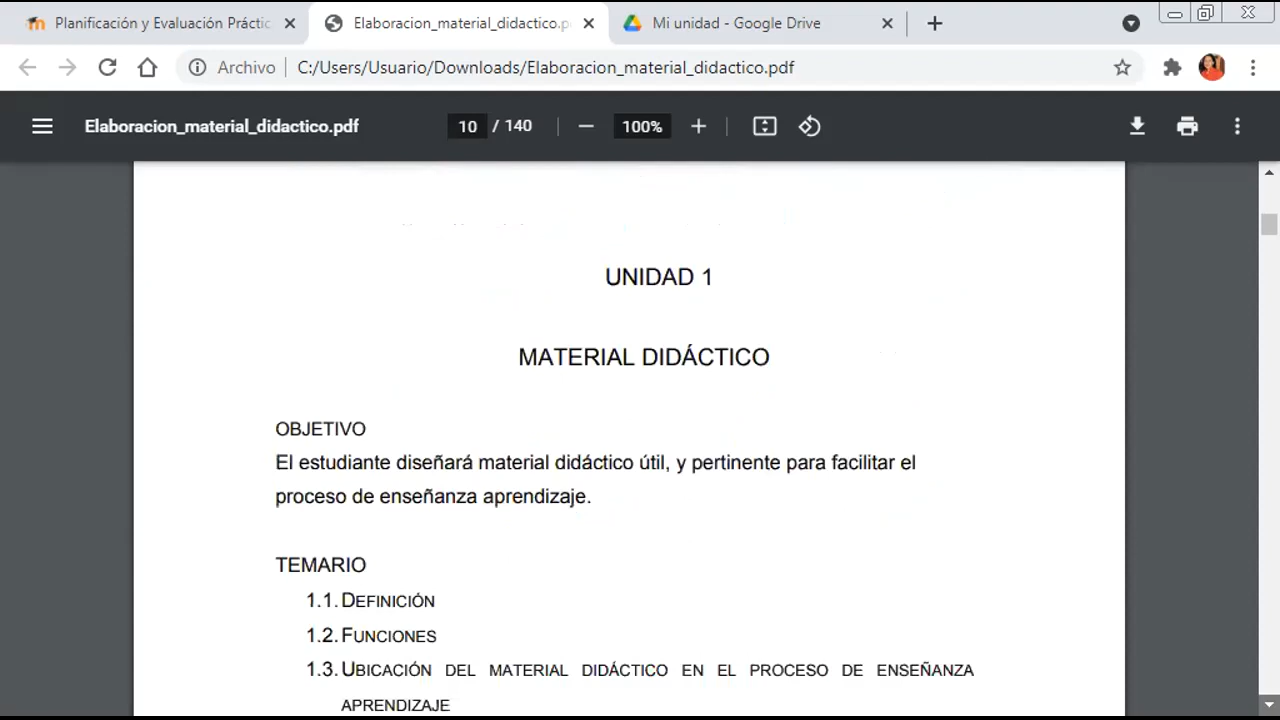 Planificación y Evaluación Práctic
Elaboracion_material_didactico.p
Mi unidad - Google Drive
Archivo
C:/Users/Usuario/Downloads/Elaboracion_material_didactico.pdf
Elaboracion_material_didactico.pdf
10 / 140
100%
UNIDAD 1
MATERIAL DIDÁCTICO
OBJETIVO
El estudiante diseñará material didáctico útil, y pertinente para facilitar el
proceso de enseñanza aprendizaje.
TEMARIO
1.1. DEFINICIÓN
1.2. FUNCIONES
1.3. UBICACIÓN DEL MATERIAL DIDÁCTICO EN EL PROCESO DE ENSEÑANZA
APRENDIZAJE